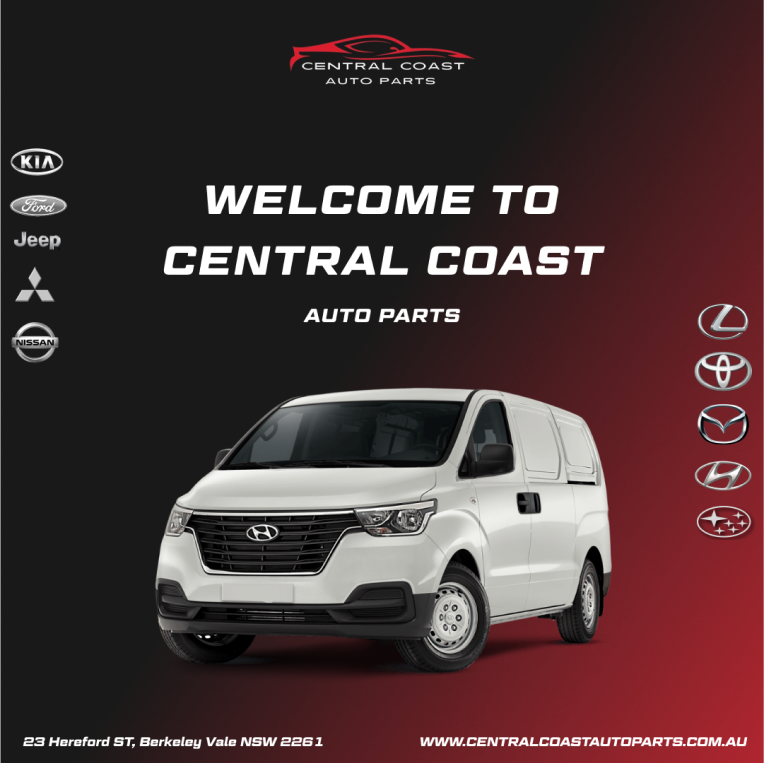 CENTRAL COAST
AUTO PARTS
KIA
Ford
Jeep
NISSAN
WELCOME TO
CENTRAL COAST
AUTO PARTS
23 Hereford ST, Berkeley Vale NSW 2261
WWW.CENTRALCOASTAUTOPARTS.COM.AU